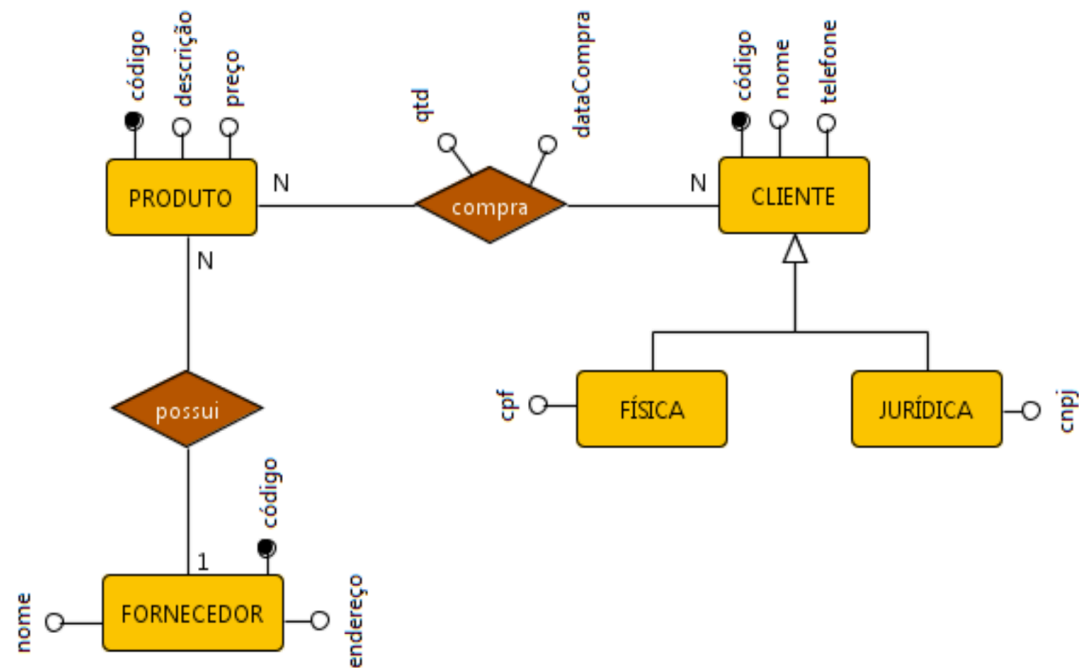 código
descrição
preço
qtd
dataCompra
código
nome
telefone
PRODUTO
N
compra
N
CLIENTE
N
possui
cpf
FÍSICA
JURÍDICA
cnpj
código
1
nome
FORNECEDOR
endereço